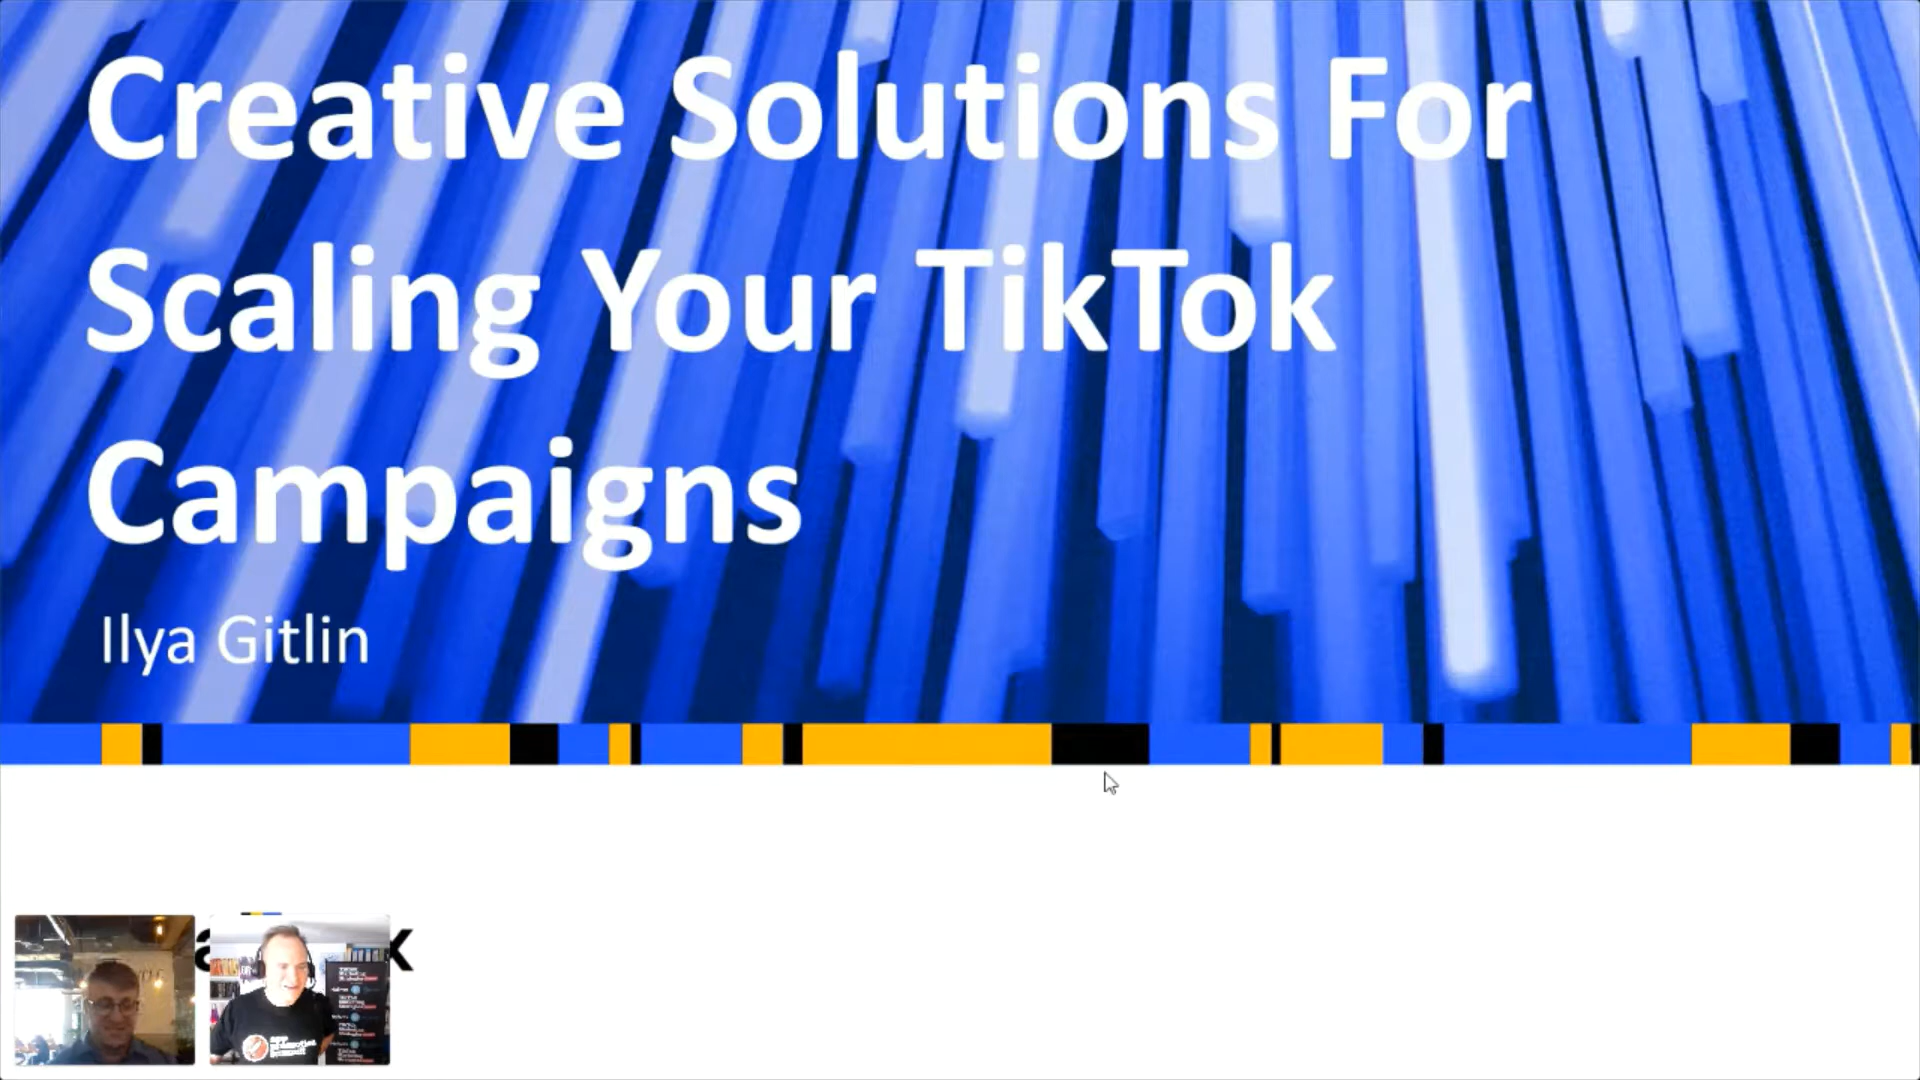 Creative Solutions For
Scaling Your TikTok
Campaigns
Ilya Gitlin